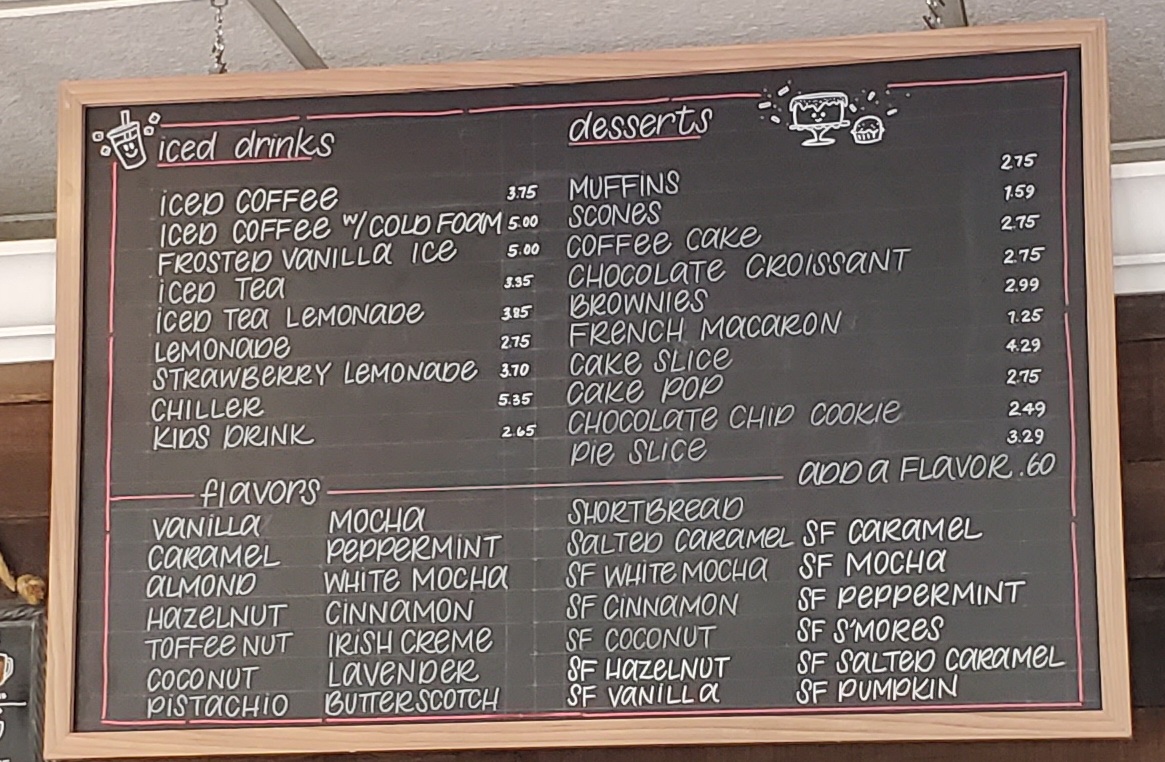 iced drinks
ICED COFFEE 3.75
ICED COFFEE W/ COLD FOAM 5.00
FROSTED VANILLA ICE 5.00
ICED TEA 3.35
ICED TEA LEMONADE 3.85
LEMONADE 2.75
STRAWBERRY LEMONADE 3.70
CHILLER 5.35
KIDS DRINK 2.65
desserts
MUFFINS 2.75
SCONES 1.59
COFFEE CAKE 2.75
CHOCOLATE CROISSANT 2.75
BROWNIES 2.99
FRENCH MACARON 1.25
CAKE SLICE 4.29
CAKE POP 2.75
CHOCOLATE CHIP COOKIE 2.49
PIE SLICE 3.29
flavors
ADD A FLAVOR .60
VANILLA
CARAMEL
ALMOND
HAZELNUT
TOFFEE NUT
COCONUT
PISTACHIO
MOCHA
PEPPERMINT
WHITE MOCHA
CINNAMON
IRISH CREME
LAVENDER
BUTTERSCOTCH
SHORTBREAD
SALTED CARAMEL
SF WHITE MOCHA
SF CINNAMON
SF COCONUT
SF HAZELNUT
SF VANILLA
SF CARAMEL
SF MOCHA
SF PEPPERMINT
SF S'MORES
SF SALTED CARAMEL
SF PUMPKIN